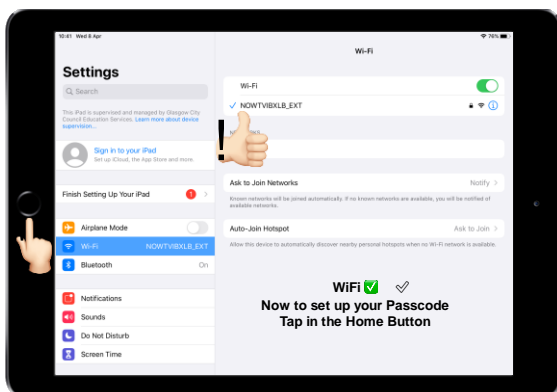 10:41 Wed 8 Apr
76%
Settings
Search
This iPad is supervised and managed by Glasgow City
Council Education Services. Learn more about device
supervision...
Sign in to your iPad
Set up iCloud, the App Store and more.
Finish Setting Up Your iPad
1
Airplane Mode
Wi-Fi
NOWTVIBXLB_EXT
Bluetooth
On
Notifications
Sounds
Do Not Disturb
Screen Time
Wi-Fi
Wi-Fi
NOWTVIBXLB_EXT
Ask to Join Networks
Notify
Known networks will be joined automatically. If no known networks are available, you will be notified of
available networks.
Auto-Join Hotspot
Ask to Join
Allow this device to automatically discover nearby personal hotspots when no Wi-Fi network is available.
WiFi ✅ ✓
Now to set up your Passcode
Tap in the Home Button